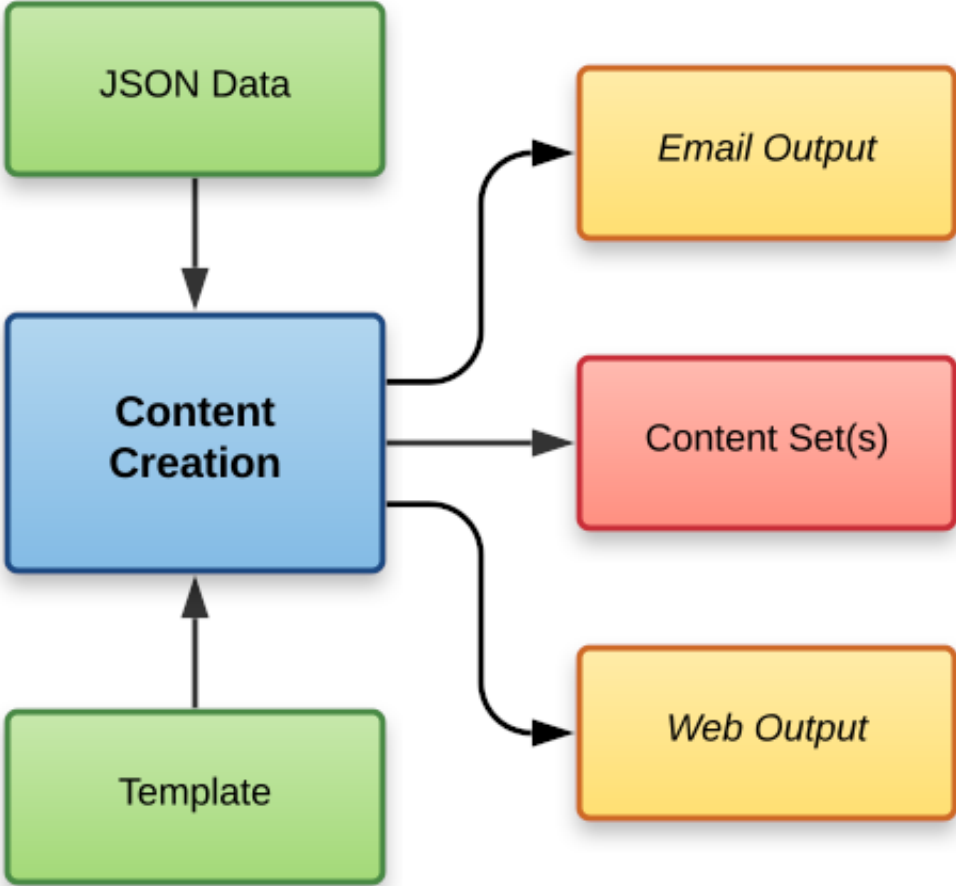 JSON Data
Email Output
Content
Creation
Content Set(s)
Web Output
Template